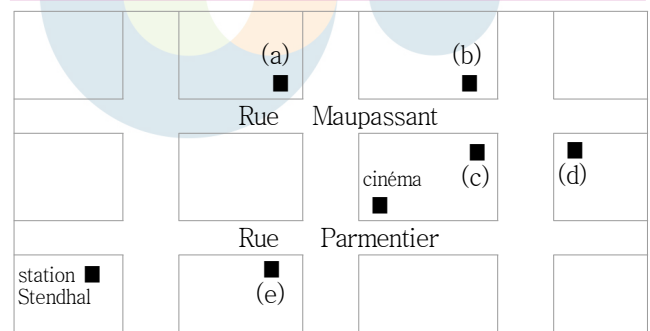 (a) (b)
Rue Maupassant
cinéma (c) (d)
Rue Parmentier
station
Stendhal (e)